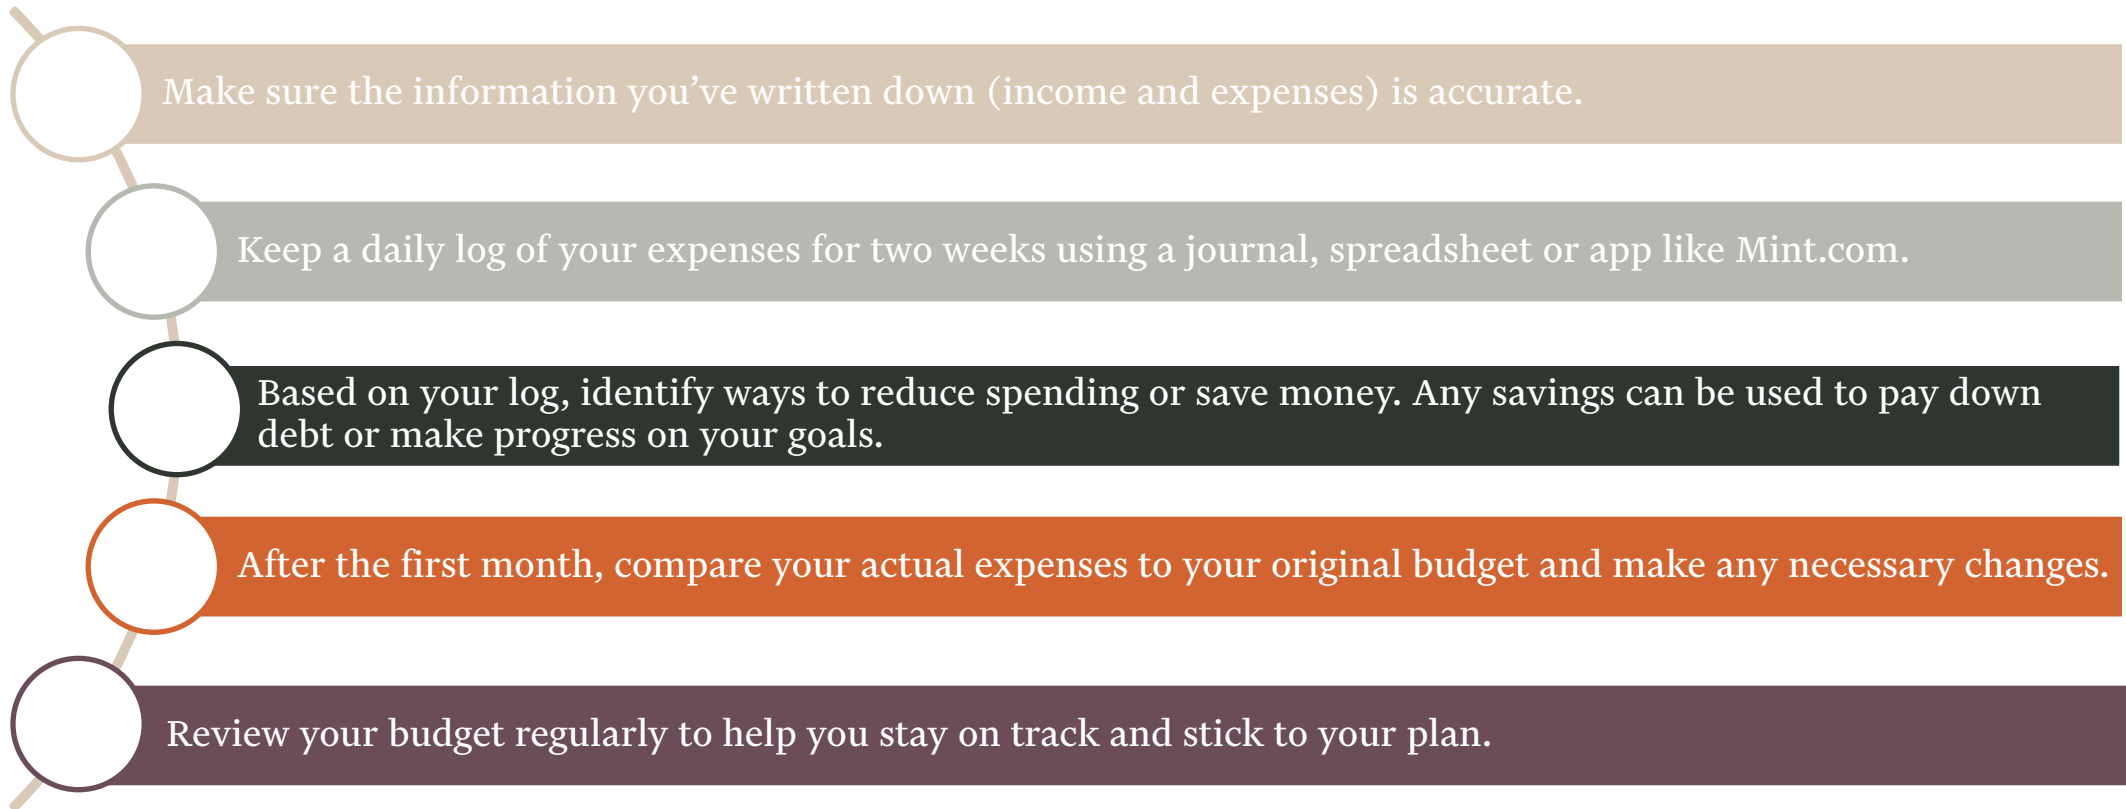 Make sure the information you’ve written down (income and expenses) is accurate.
Keep a daily log of your expenses for two weeks using a journal, spreadsheet or app like Mint.com.
Based on your log, identify ways to reduce spending or save money. Any savings can be used to pay down
debt or make progress on your goals.
After the first month, compare your actual expenses to your original budget and make any necessary changes.
Review your budget regularly to help you stay on track and stick to your plan.